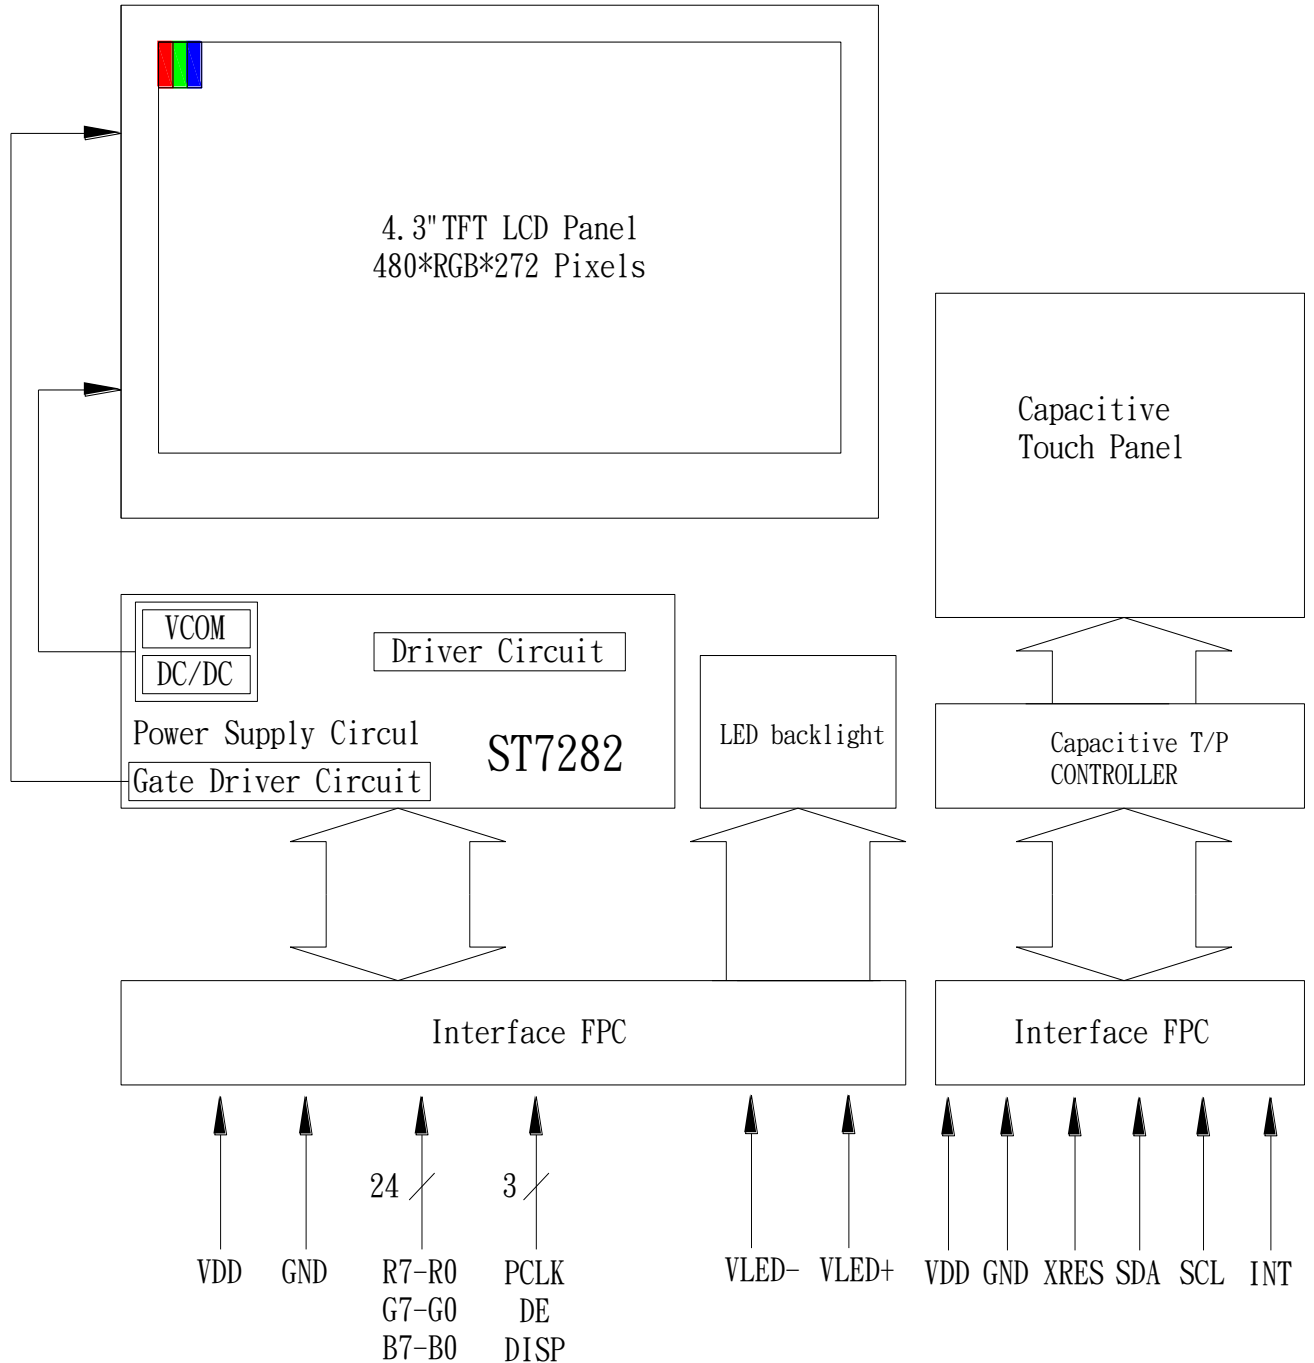 4.3"TFT LCD Panel
480*RGB*272 Pixels
Capacitive
Touch Panel
VCOM
DC/DC
Driver Circuit
Power Supply Circul
ST7282
Gate Driver Circuit
LED backlight
Capacitive T/P
CONTROLLER
Interface FPC
Interface FPC
24
3
VDD
GND
R7-R0
G7-G0
B7-B0
PCLK
DE
DISP
VLED-
VLED+
VDD
GND
XRES
SDA
SCL
INT